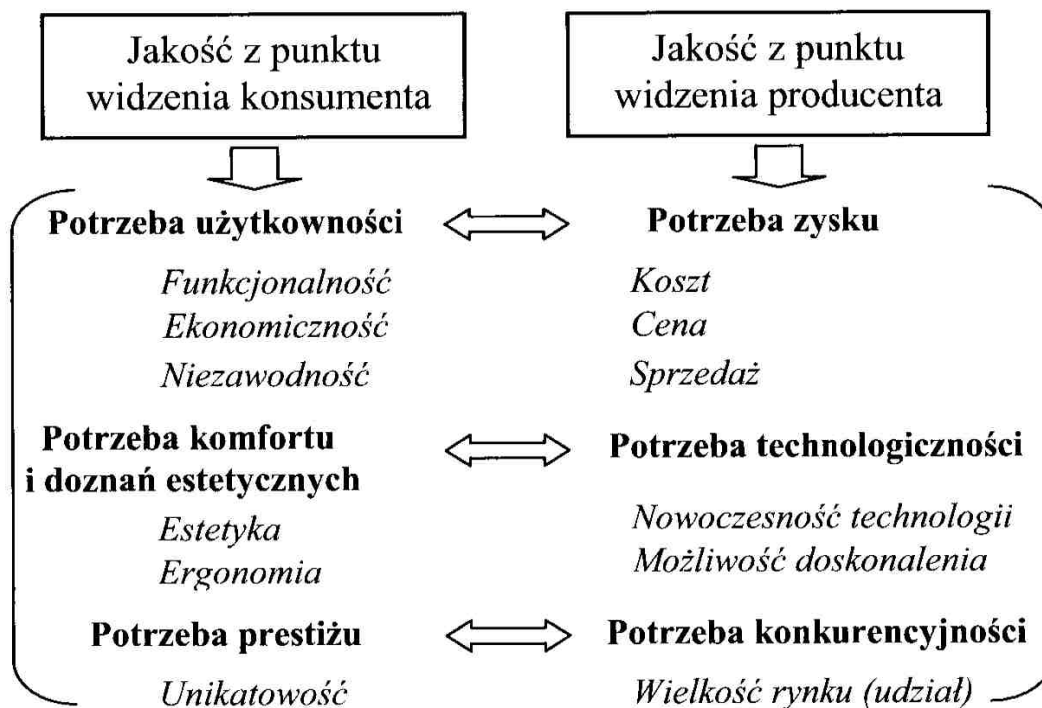 Jakość z punktu
widzenia konsumenta
Jakość z punktu
widzenia producenta
Potrzeba użytkowności
Potrzeba zysku
Funkcjonalność
Koszt
Ekonomiczność
Cena
Niezawodność
Sprzedaż
Potrzeba komfortu
i doznań estetycznych
Potrzeba technologiczności
Estetyka
Nowoczesność technologii
Ergonomia
Możliwość doskonalenia
Potrzeba prestiżu
Potrzeba konkurencyjności
Unikatowość
Wielkość rynku (udział)